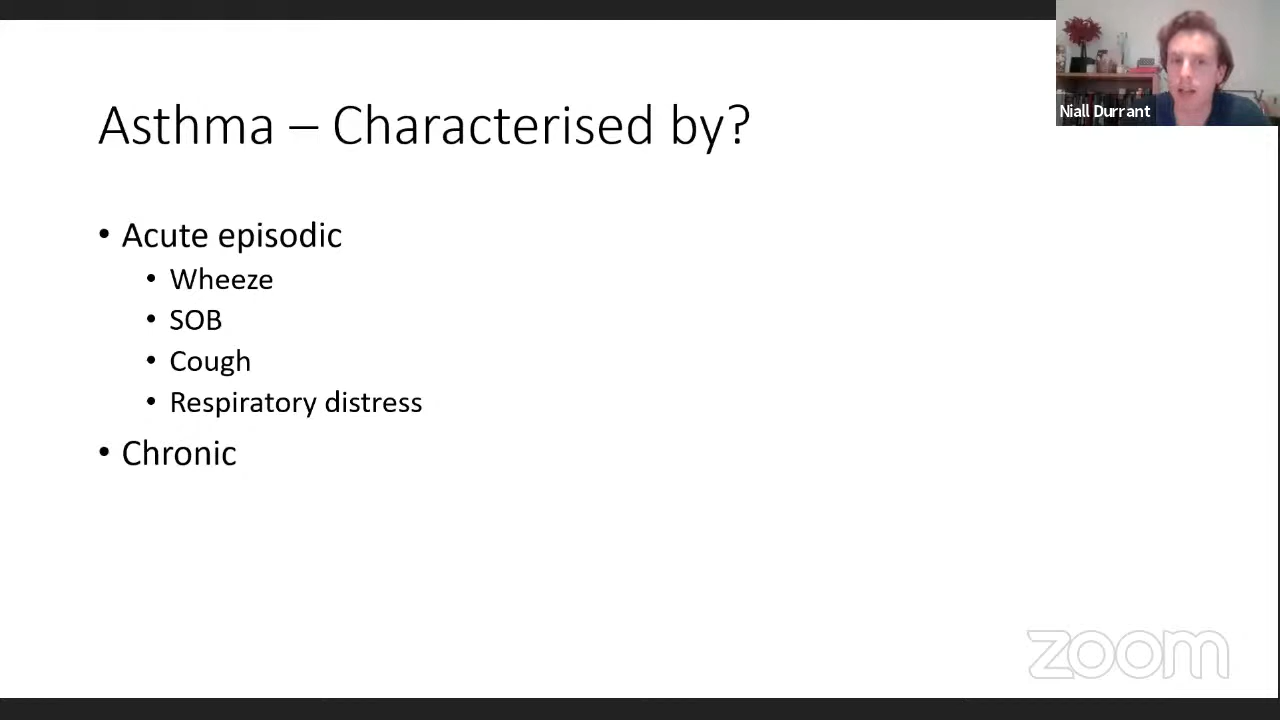 Asthma – Characterised by?
• Acute episodic
• Wheeze
• SOB
• Cough
• Respiratory distress
• Chronic
Niall Durrant
zoom